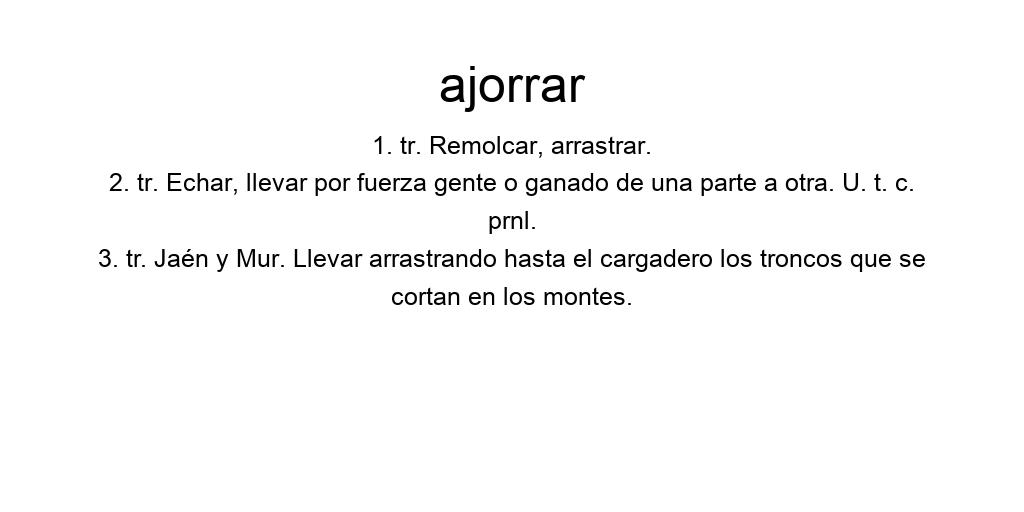 ajorrar
1. tr. Remolcar, arrastrar.
2. tr. Echar, llevar por fuerza gente o ganado de una parte a otra. U. t. c.
prnl.
3. tr. Jaén y Mur. Llevar arrastrando hasta el cargadero los troncos que se
cortan en los montes.